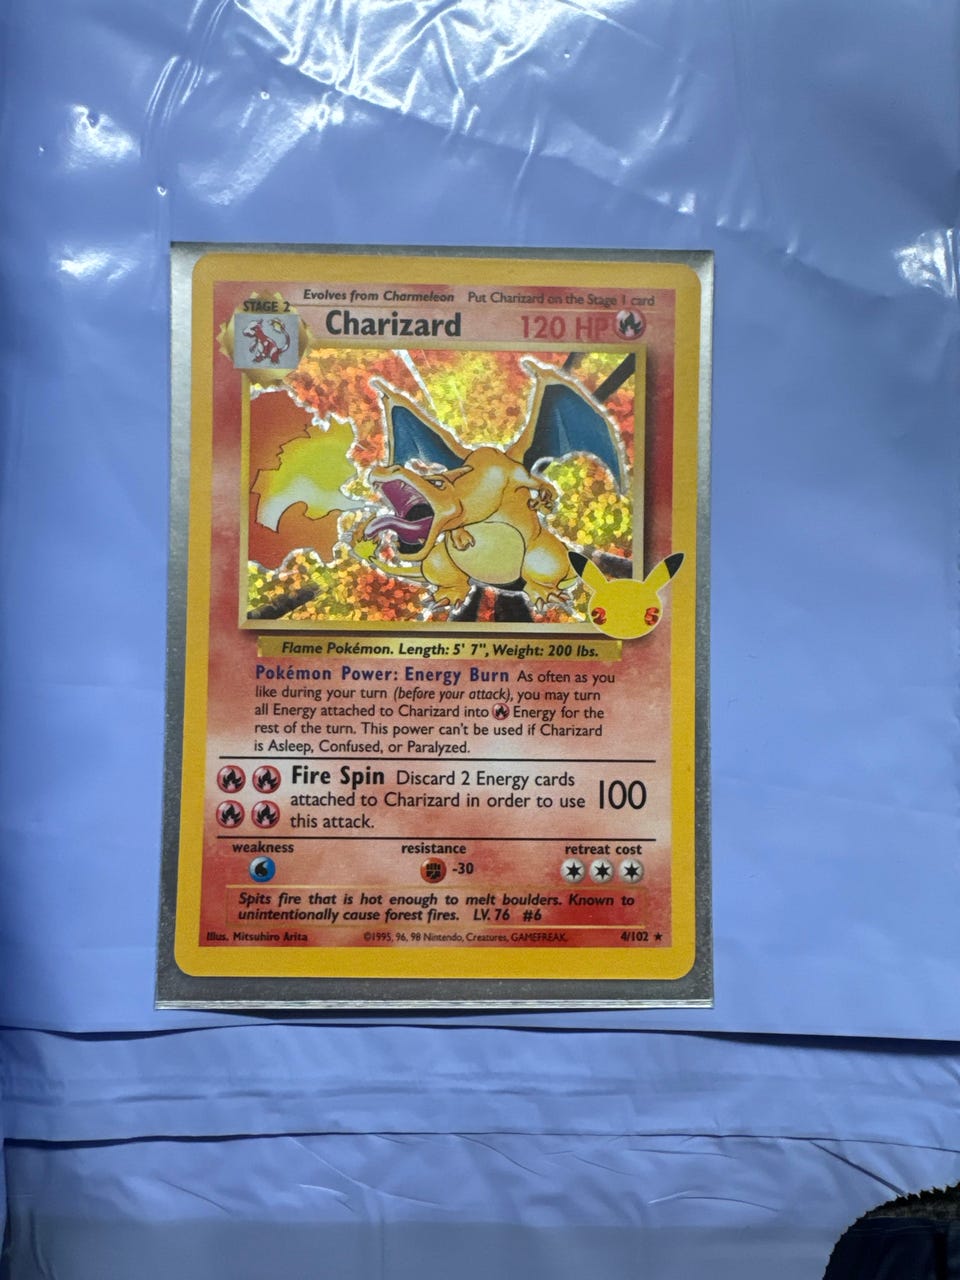 STAGE 2
Evolves from Charmeleon Put Charizard on the Stage 1 card
Charizard 120 HP
25
Flame Pokémon. Length: 5' 7", Weight: 200 lbs.
Pokémon Power: Energy Burn As often as you
like during your turn (before your attack), you may turn
all Energy attached to Charizard into Energy for the
rest of the turn. This power can't be used if Charizard
is Asleep, Confused, or Paralyzed.
Fire Spin Discard 2 Energy cards
attached to Charizard in order to use
this attack.
100
weakness resistance retreat cost
-30
Spits fire that is hot enough to melt boulders. Known to
unintentionally cause forest fires. LV. 76 #6
Illus. Mitsuhiro Arita ©1995, 96, 98 Nintendo, Creatures, GAMEFREAK. 4/102 ★